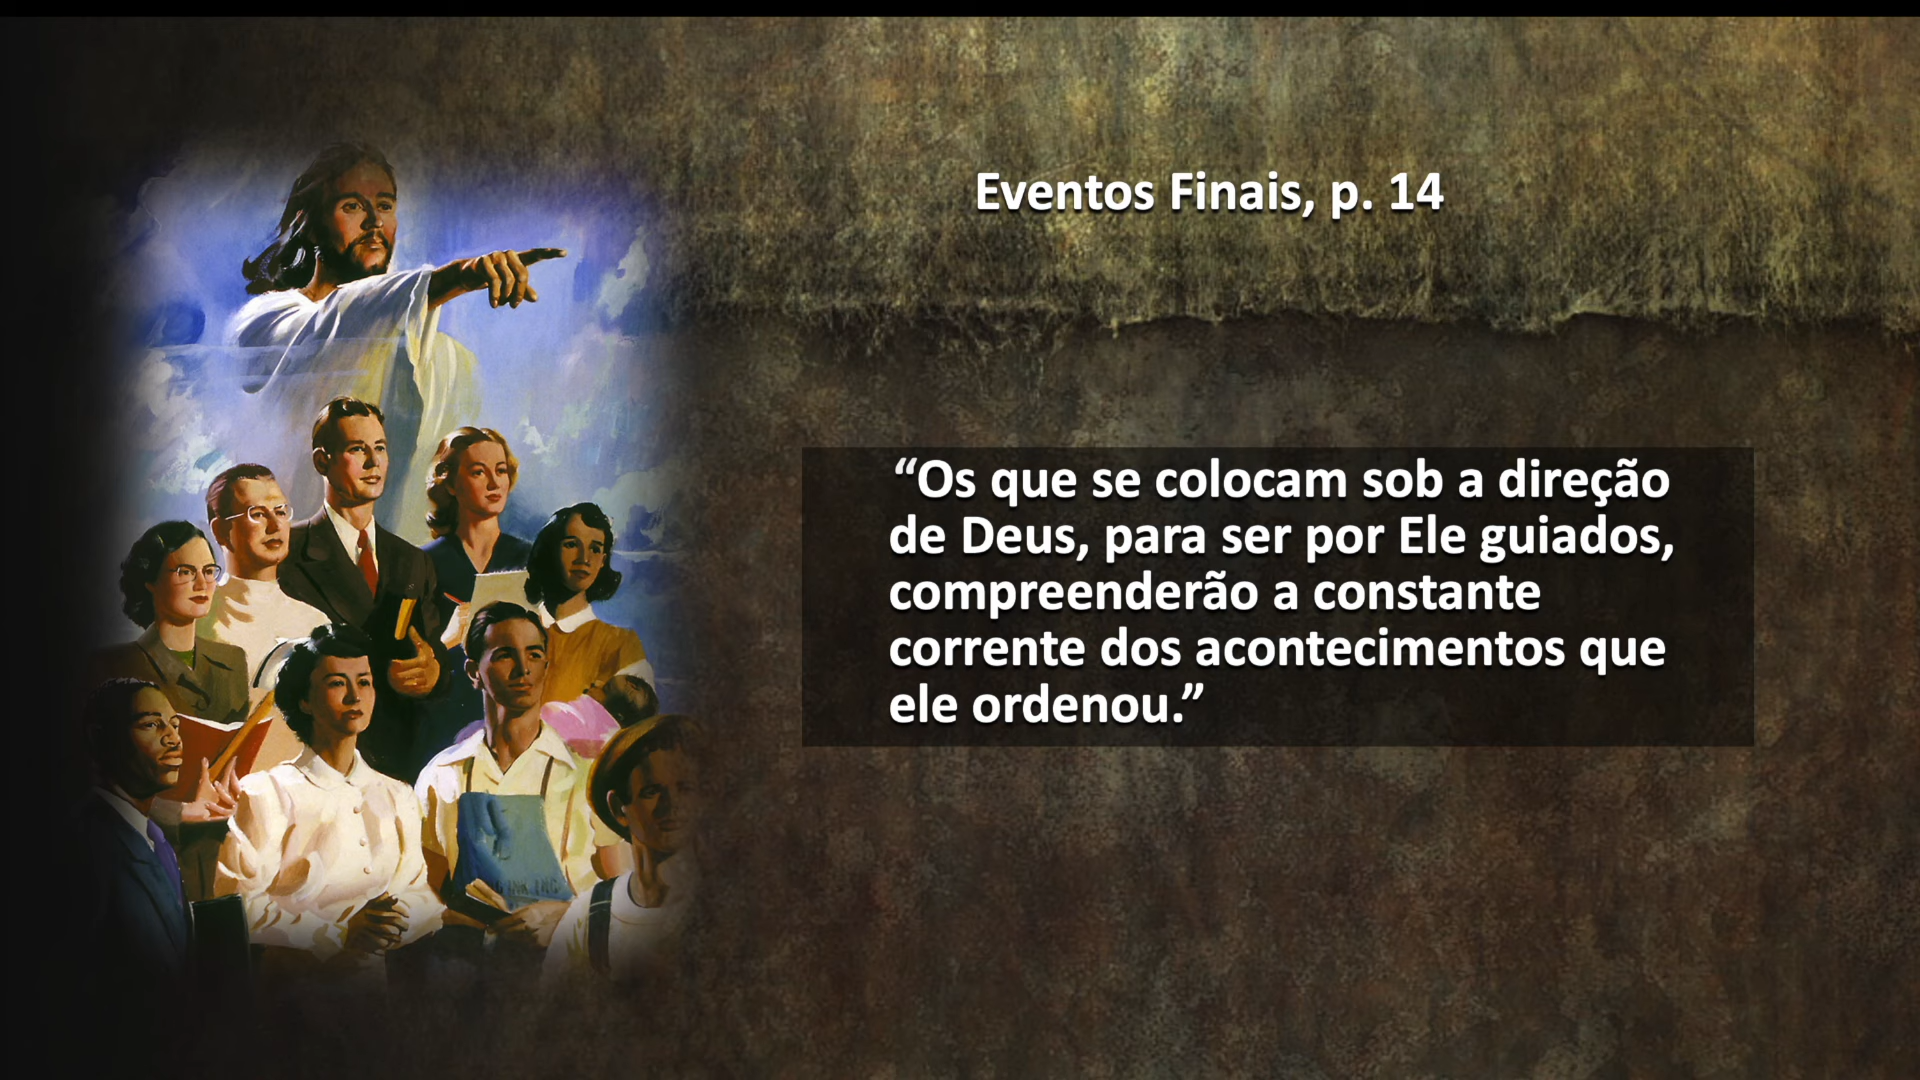 Eventos Finais, p. 14
“Os que se colocam sob a direção
de Deus, para ser por Ele guiados,
compreenderão a constante
corrente dos acontecimentos que
ele ordenou.”